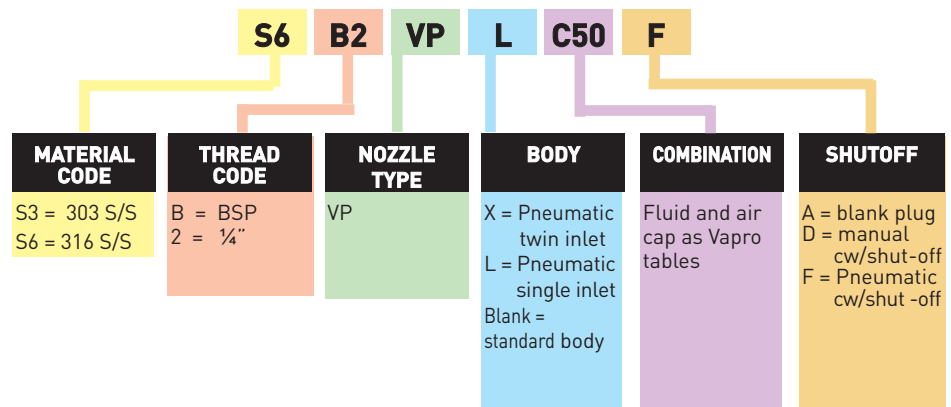 S6 B2 VP L C50 F
MATERIAL
CODE
S3 = 303 S/S
S6 = 316 S/S
THREAD
CODE
B = BSP
2 = ¼”
NOZZLE
TYPE
VP
BODY
X = Pneumatic
twin inlet
L = Pneumatic
single inlet
Blank =
standard body
COMBINATION
Fluid and air
cap as Vapro
tables
SHUTOFF
A = blank plug
D = manual
cw/shut-off
F = Pneumatic
cw/shut -off